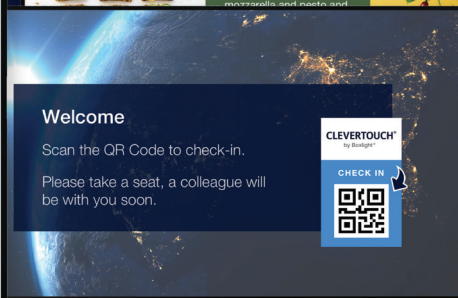 mozzarella and pesto and
Welcome
Scan the QR Code to check-in.
Please take a seat, a colleague will
be with you soon.
CLEVERTOUCH®
by Boxlight®
CHECK IN